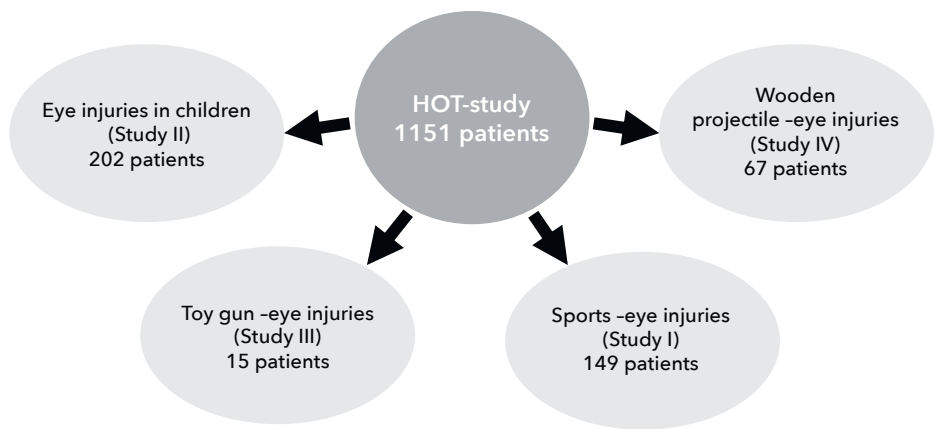 HOT-study
1151 patients
Eye injuries in children
(Study II)
202 patients
Wooden
projectile –eye injuries
(Study IV)
67 patients
Toy gun –eye injuries
(Study III)
15 patients
Sports –eye injuries
(Study I)
149 patients